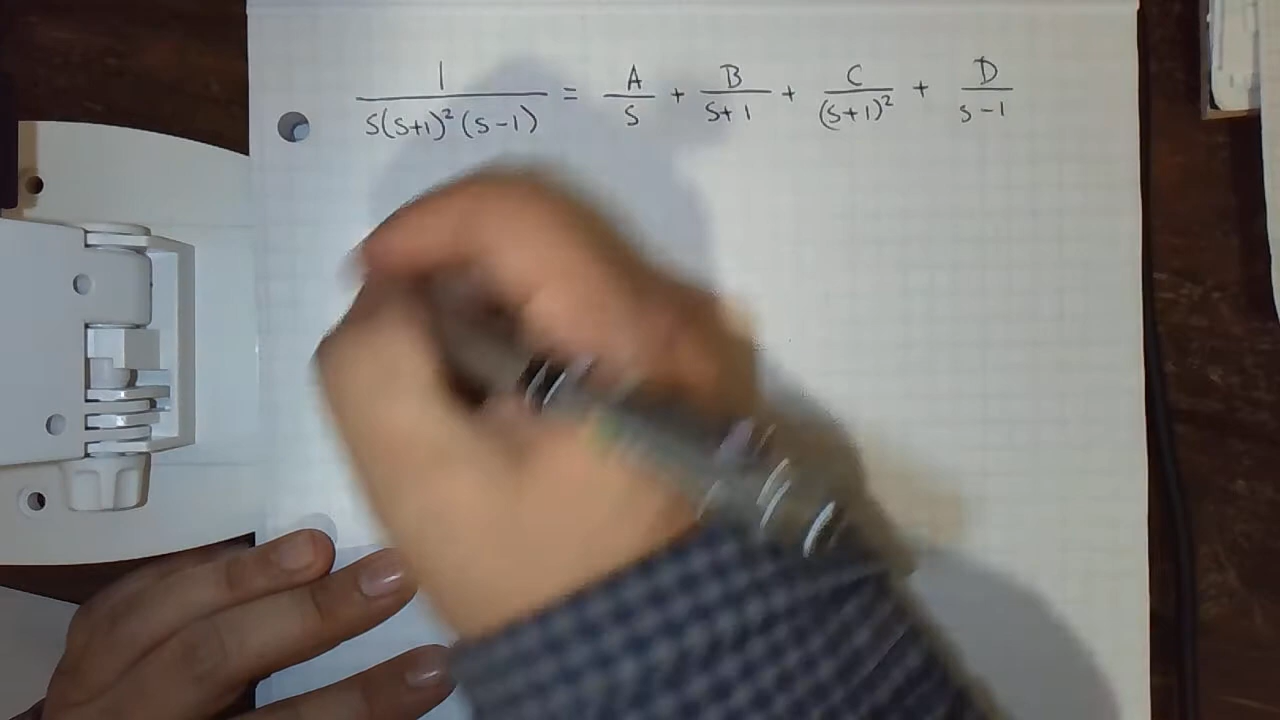 1/(s(s+1)²(s-1)) = A/s + B/(s+1) + C/(s+1)² + D/(s-1)